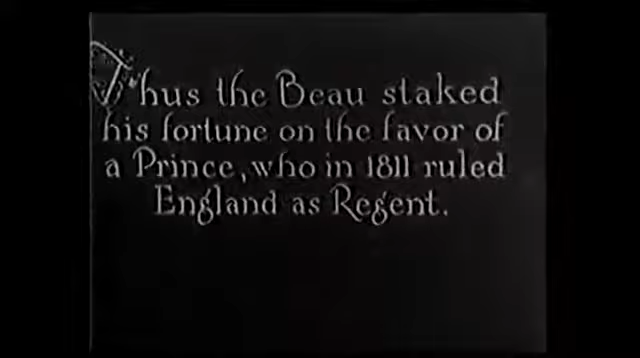 Thus the Beau staked
his fortune on the favor of
a Prince, who in 1811 ruled
England as Regent.